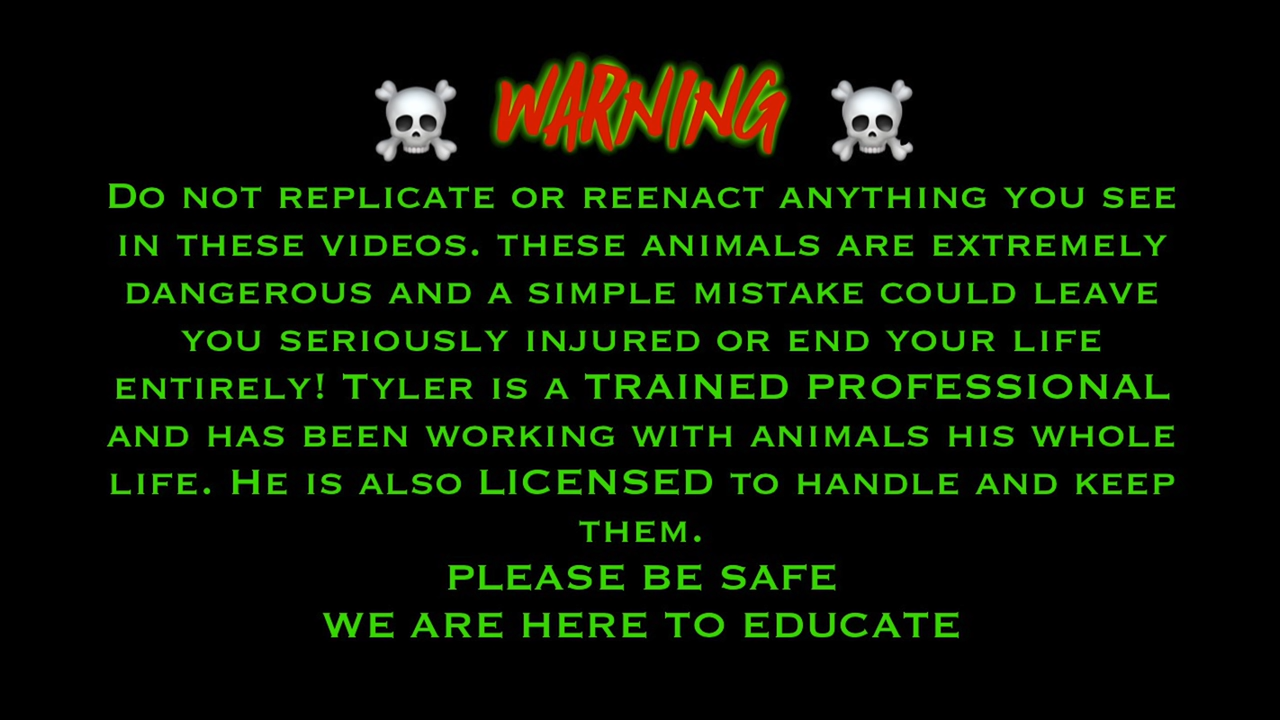 WARNING
Do not replicate or reenact anything you see
in these videos. these animals are extremely
dangerous and a simple mistake could leave
you seriously injured or end your life
entirely! Tyler is a TRAINED PROFESSIONAL
and has been working with animals his whole
life. He is also LICENSED to handle and keep
them.
PLEASE BE SAFE
WE ARE HERE TO EDUCATE